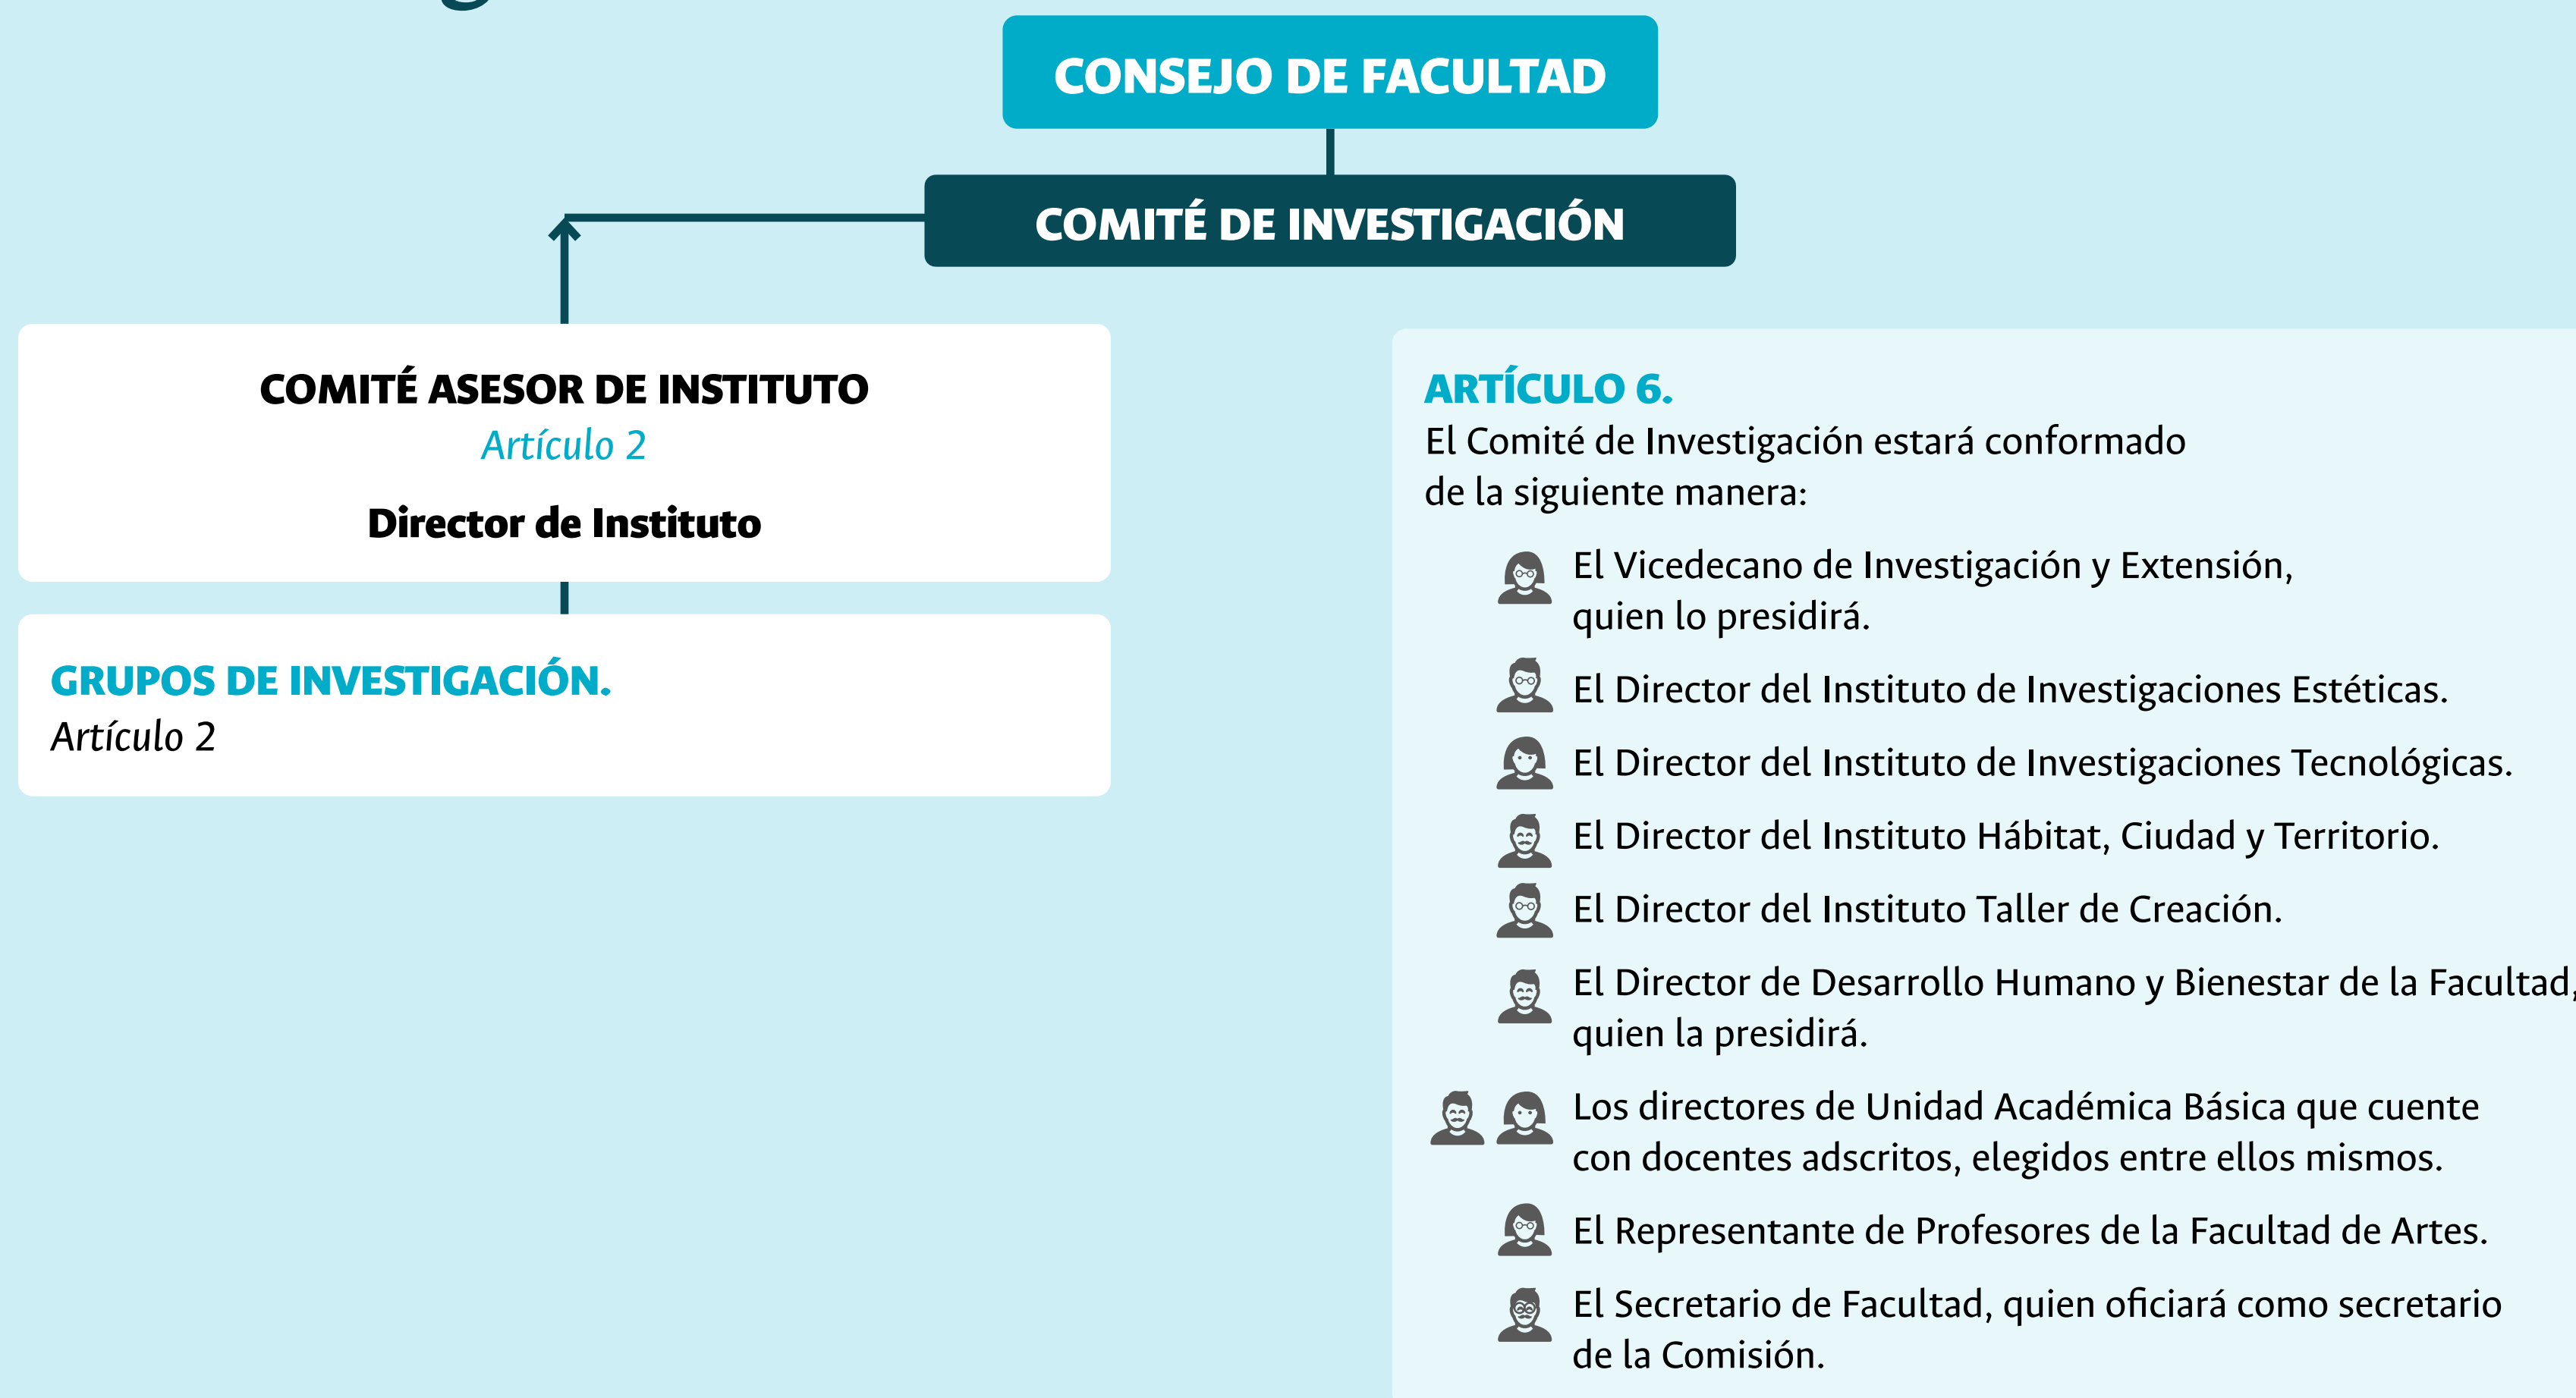 CONSEJO DE FACULTAD
COMITÉ DE INVESTIGACIÓN
COMITÉ ASESOR DE INSTITUTO
Artículo 2
Director de Instituto
GRUPOS DE INVESTIGACIÓN.
Artículo 2
ARTÍCULO 6.
El Comité de Investigación estará conformado
de la siguiente manera:
El Vicedecano de Investigación y Extensión,
quien lo presidirá.
El Director del Instituto de Investigaciones Estéticas.
El Director del Instituto de Investigaciones Tecnológicas.
El Director del Instituto Hábitat, Ciudad y Territorio.
El Director del Instituto Taller de Creación.
El Director de Desarrollo Humano y Bienestar de la Facultad,
quien la presidirá.
Los directores de Unidad Académica Básica que cuente
con docentes adscritos, elegidos entre ellos mismos.
El Representante de Profesores de la Facultad de Artes.
El Secretario de Facultad, quien oficiará como secretario
de la Comisión.